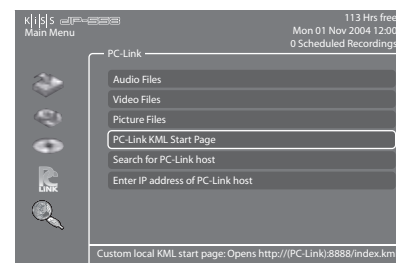 KiSS DP-558
113 Hrs free
Main Menu
Mon 01 Nov 2004 12:00
0 Scheduled Recordings
PC-Link
Audio Files
Video Files
Picture Files
PC-Link KML Start Page
Search for PC-Link host
Enter IP address of PC-Link host
LINK
Custom local KML start page: Opens http://(PC-Link):8888/index.km